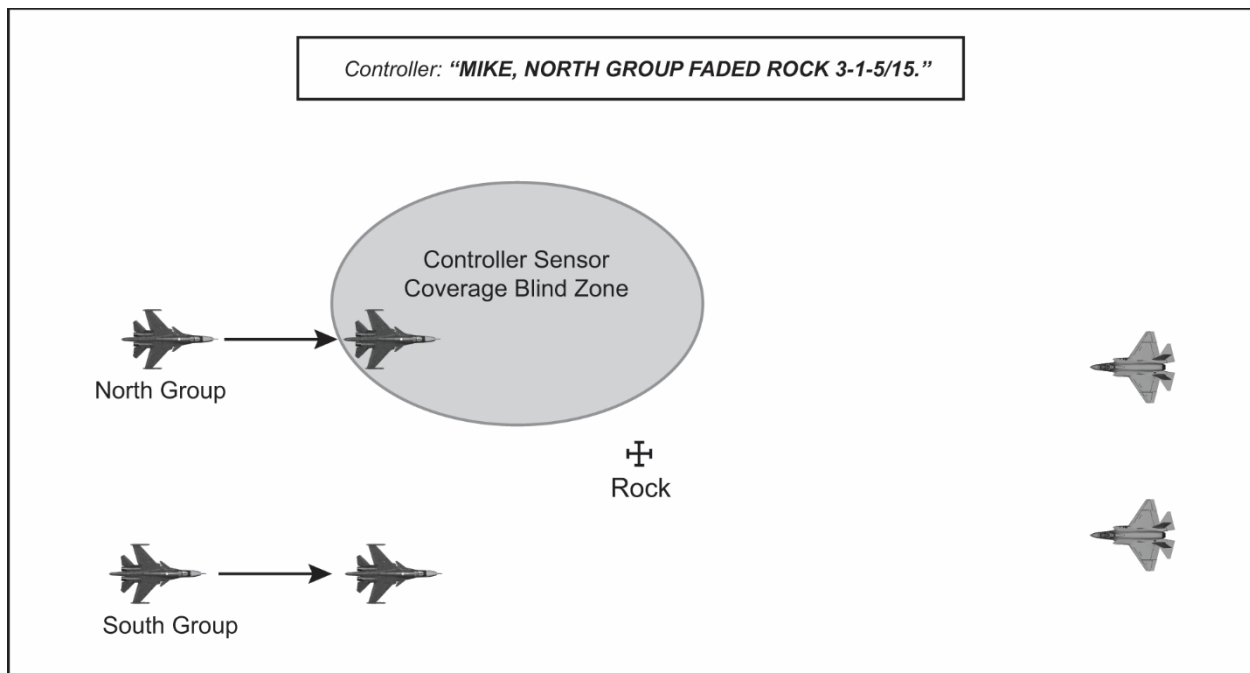 Controller: “MIKE, NORTH GROUP FADED ROCK 3-1-5/15.”
Controller Sensor
Coverage Blind Zone
North Group
Rock
South Group